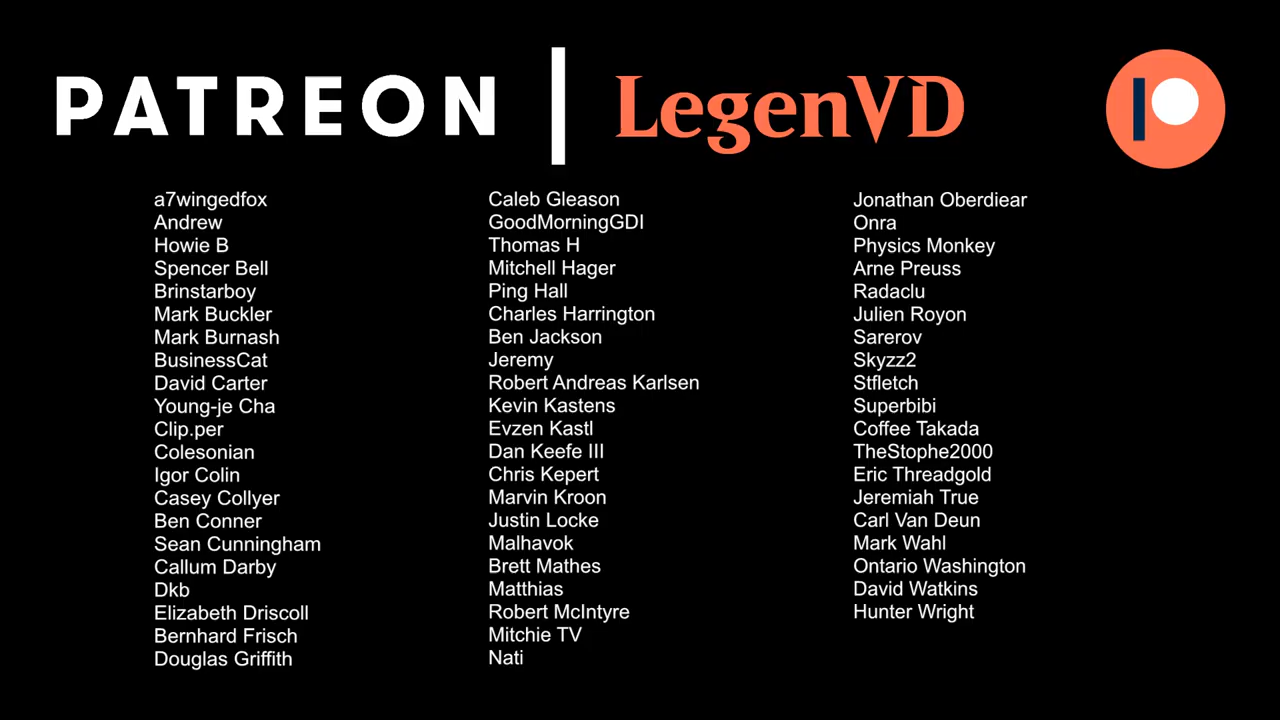 PATREON | LegenVD
a7wingedfox
Andrew
Howie B
Spencer Bell
Brinstarboy
Mark Buckler
Mark Burnash
BusinessCat
David Carter
Young-je Cha
Clip.per
Colesonian
Igor Colin
Casey Collyer
Ben Conner
Sean Cunningham
Callum Darby
Dkb
Elizabeth Driscoll
Bernhard Frisch
Douglas Griffith
Caleb Gleason
GoodMorningGDI
Thomas H
Mitchell Hager
Ping Hall
Charles Harrington
Ben Jackson
Jeremy
Robert Andreas Karlsen
Kevin Kastens
Evzen Kastl
Dan Keefe III
Chris Kepert
Marvin Kroon
Justin Locke
Malhavok
Brett Mathes
Matthias
Robert McIntyre
Mitchie TV
Nati
Jonathan Oberdiear
Onra
Physics Monkey
Arne Preuss
Radaclu
Julien Royon
Sarerov
Skyzz2
Stfletch
Superbibi
Coffee Takada
TheStophe2000
Eric Threadgold
Jeremiah True
Carl Van Deun
Mark Wahl
Ontario Washington
David Watkins
Hunter Wright